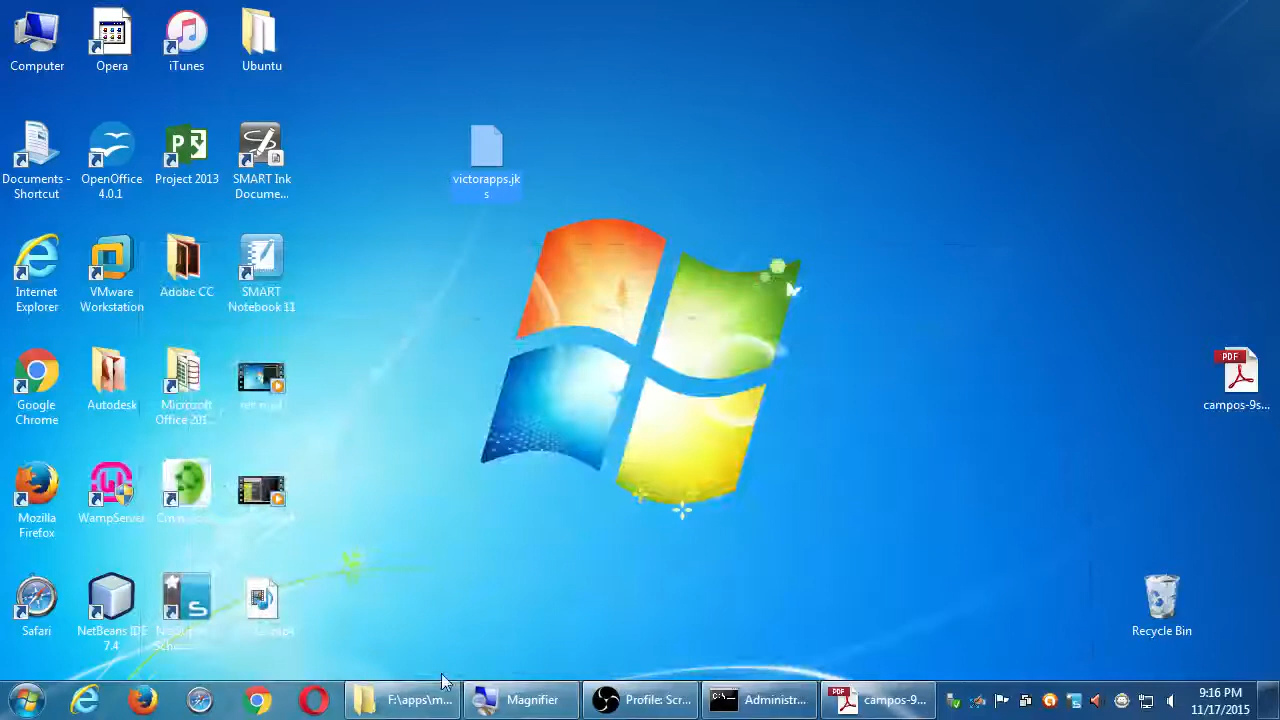 Computer
Opera
iTunes
Ubuntu
Documents -
Shortcut
OpenOffice
4.0.1
Project 2013
SMART Ink
Docume...
victorapps.jk
s
Internet
Explorer
VMware
Workstation
Adobe CC
SMART
Notebook 11
Google
Chrome
Autodesk
Microsoft
Office 201...
PDF
campos-9s...
Mozilla
Firefox
WampServer
Safari
NetBeans IDE
7.4
Recycle Bin
F:\apps\m...
Magnifier
Profile: Scr...
Administr...
PDF
campos-9...
9:16 PM
11/17/2015